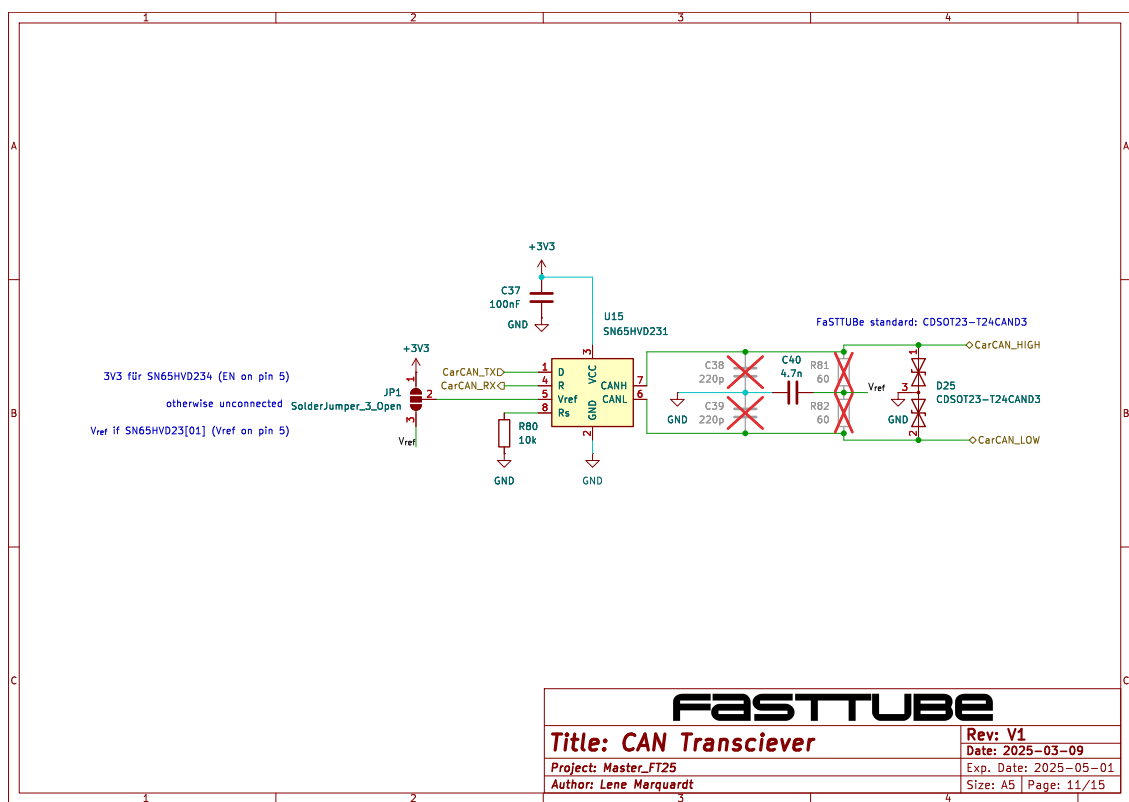 1 2 3 4
A A
+3V3
C37
100nF
GND
U15
SN65HVD231
FaSTTUBe standard: CDSOT23-T24CAND3
+3V3
3V3 für SN65HVD234 (EN on pin 5)
otherwise unconnected
Vref if SN65HVD23[01] (Vref on pin 5)
JP1
SolderJumper_3_Open
1
2
3
Vref
CarCAN_TX
CarCAN_RX
1 D
4 R
5 Vref
8 Rs
3
VCC
GND
2
CANH 7
CANL 6
R80
10k
GND
GND
C38
220p
C39
220p
GND
C40
4.7n
R81
60
R82
60
Vref
CarCAN_HIGH
1
3
2
GND
D25
CDSOT23-T24CAND3
CarCAN_LOW
B B
C C
FASTTUBE
Title: CAN Transciever
Rev: V1
Date: 2025-03-09
Project: Master_FT25
Exp. Date: 2025-05-01
Author: Lene Marquardt
Size: A5 Page: 11/15
1 2 3 4